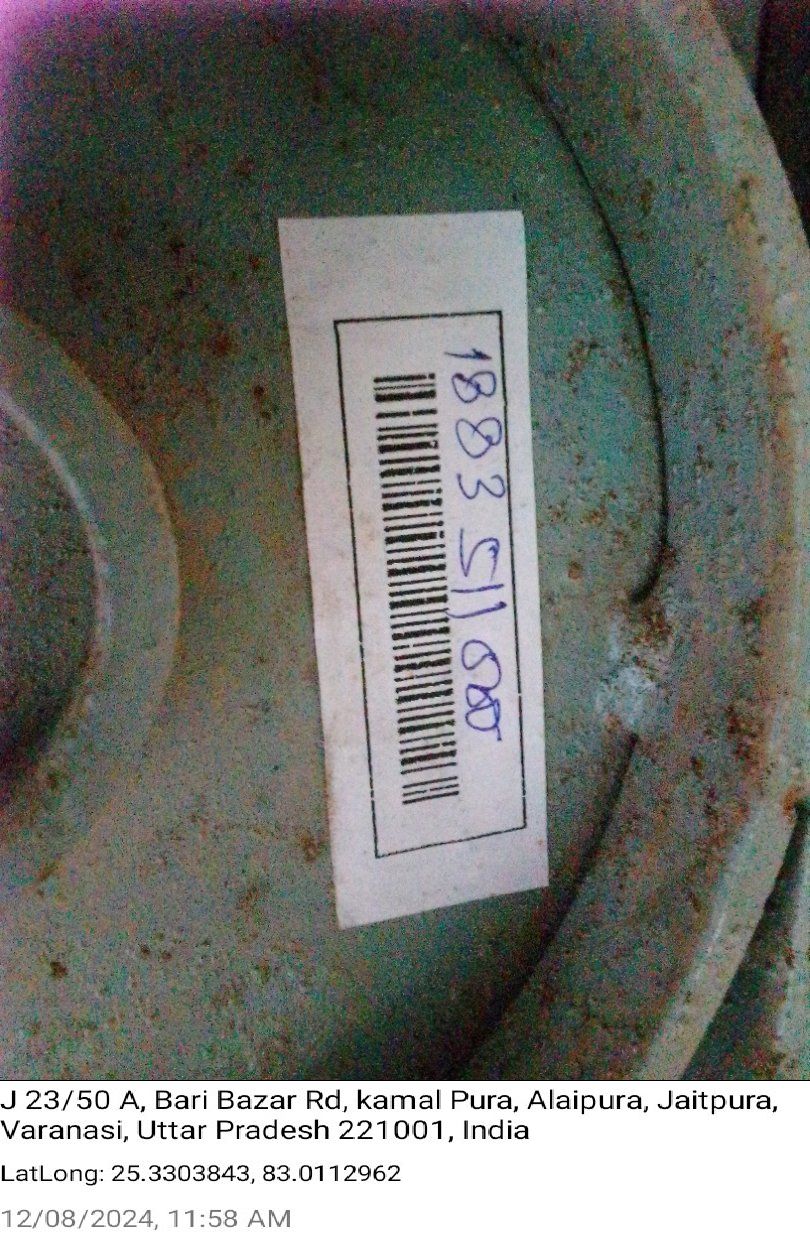 1883 511
J 23/50 A, Bari Bazar Rd, kamal Pura, Alaipura, Jaitpura,
Varanasi, Uttar Pradesh 221001, India
LatLong: 25.3303843, 83.0112962
12/08/2024, 11:58 AM